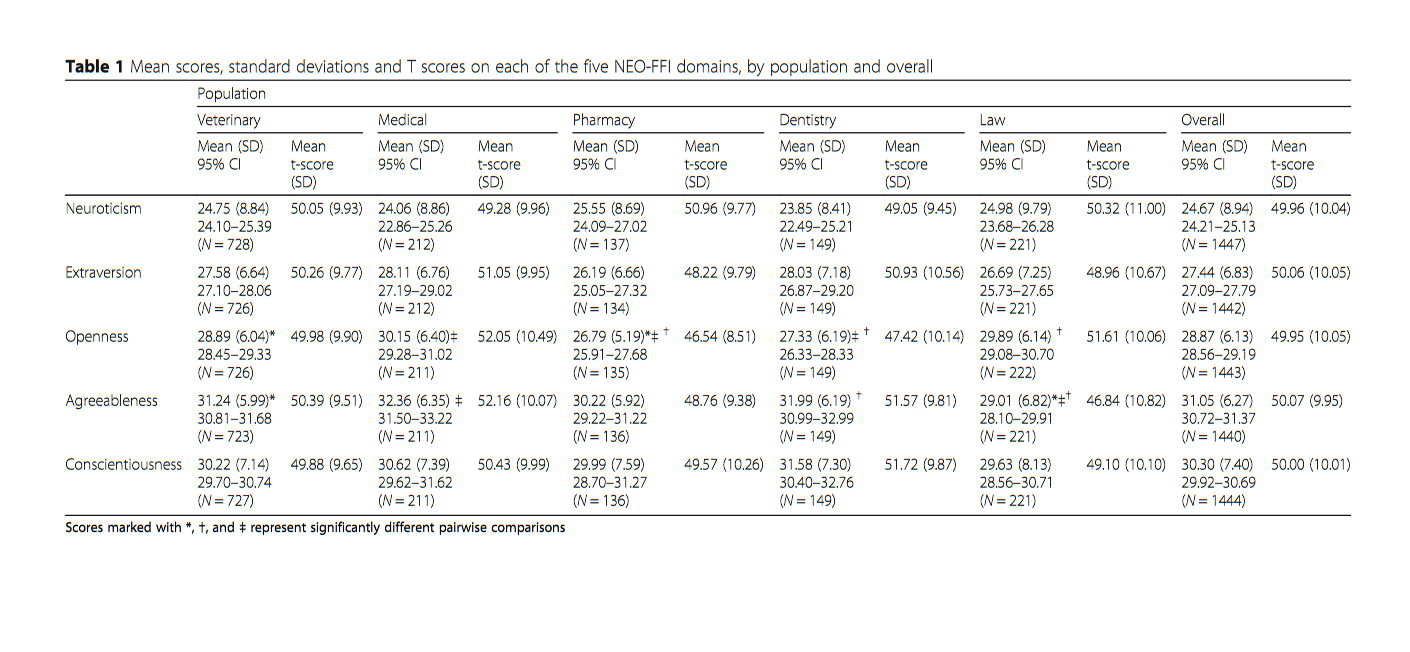 Table 1 Mean scores, standard deviations and T scores on each of the five NEO-FFI domains, by population and overall
Population
Veterinary Medical Pharmacy Dentistry Law Overall
Mean (SD) Mean Mean (SD) Mean Mean (SD) Mean Mean (SD) Mean Mean (SD) Mean Mean (SD) Mean
95% CI t-score 95% CI t-score 95% CI t-score 95% CI t-score 95% CI t-score 95% CI t-score
(SD) (SD) (SD) (SD) (SD) (SD)
Neuroticism 24.75 (8.84) 50.05 (9.93) 24.06 (8.86) 49.28 (9.96) 25.55 (8.69) 50.96 (9.77) 23.85 (8.41) 49.05 (9.45) 24.98 (9.79) 50.32 (11.00) 24.67 (8.94) 49.96 (10.04)
24.10–25.39 22.86–25.26 24.09–27.02 22.49–25.21 23.68–26.28 24.21–25.13
(N = 728) (N = 212) (N = 137) (N = 149) (N = 221) (N = 1447)
Extraversion 27.58 (6.64) 50.26 (9.77) 28.11 (6.76) 51.05 (9.95) 26.19 (6.66) 48.22 (9.79) 28.03 (7.18) 50.93 (10.56) 26.69 (7.25) 48.96 (10.67) 27.44 (6.83) 50.06 (10.05)
27.10–28.06 27.19–29.02 25.05–27.32 26.87–29.20 25.73–27.65 27.09–27.79
(N = 726) (N = 212) (N = 134) (N = 149) (N = 221) (N = 1442)
Openness 28.89 (6.04)* 49.98 (9.90) 30.15 (6.40)‡ 52.05 (10.49) 26.79 (5.19)*‡ † 46.54 (8.51) 27.33 (6.19)‡ † 47.42 (10.14) 29.89 (6.14) † 51.61 (10.06) 28.87 (6.13) 49.95 (10.05)
28.45–29.33 29.28–31.02 25.91–27.68 26.33–28.33 29.08–30.70 28.56–29.19
(N = 726) (N = 211) (N = 135) (N = 149) (N = 222) (N = 1443)
Agreeableness 31.24 (5.99)* 50.39 (9.51) 32.36 (6.35) ‡ 52.16 (10.07) 30.22 (5.92) 48.76 (9.38) 31.99 (6.19) † 51.57 (9.81) 29.01 (6.82)*‡† 46.84 (10.82) 31.05 (6.27) 50.07 (9.95)
30.81–31.68 31.50–33.22 29.22–31.22 30.99–32.99 28.10–29.91 30.72–31.37
(N = 723) (N = 211) (N = 136) (N = 149) (N = 221) (N = 1440)
Conscientiousness 30.22 (7.14) 49.88 (9.65) 30.62 (7.39) 50.43 (9.99) 29.99 (7.59) 49.57 (10.26) 31.58 (7.30) 51.72 (9.87) 29.63 (8.13) 49.10 (10.10) 30.30 (7.40) 50.00 (10.01)
29.70–30.74 29.62–31.62 28.70–31.27 30.40–32.76 28.56–30.71 29.92–30.69
(N = 727) (N = 211) (N = 136) (N = 149) (N = 221) (N = 1444)
Scores marked with *, †, and ‡ represent significantly different pairwise comparisons